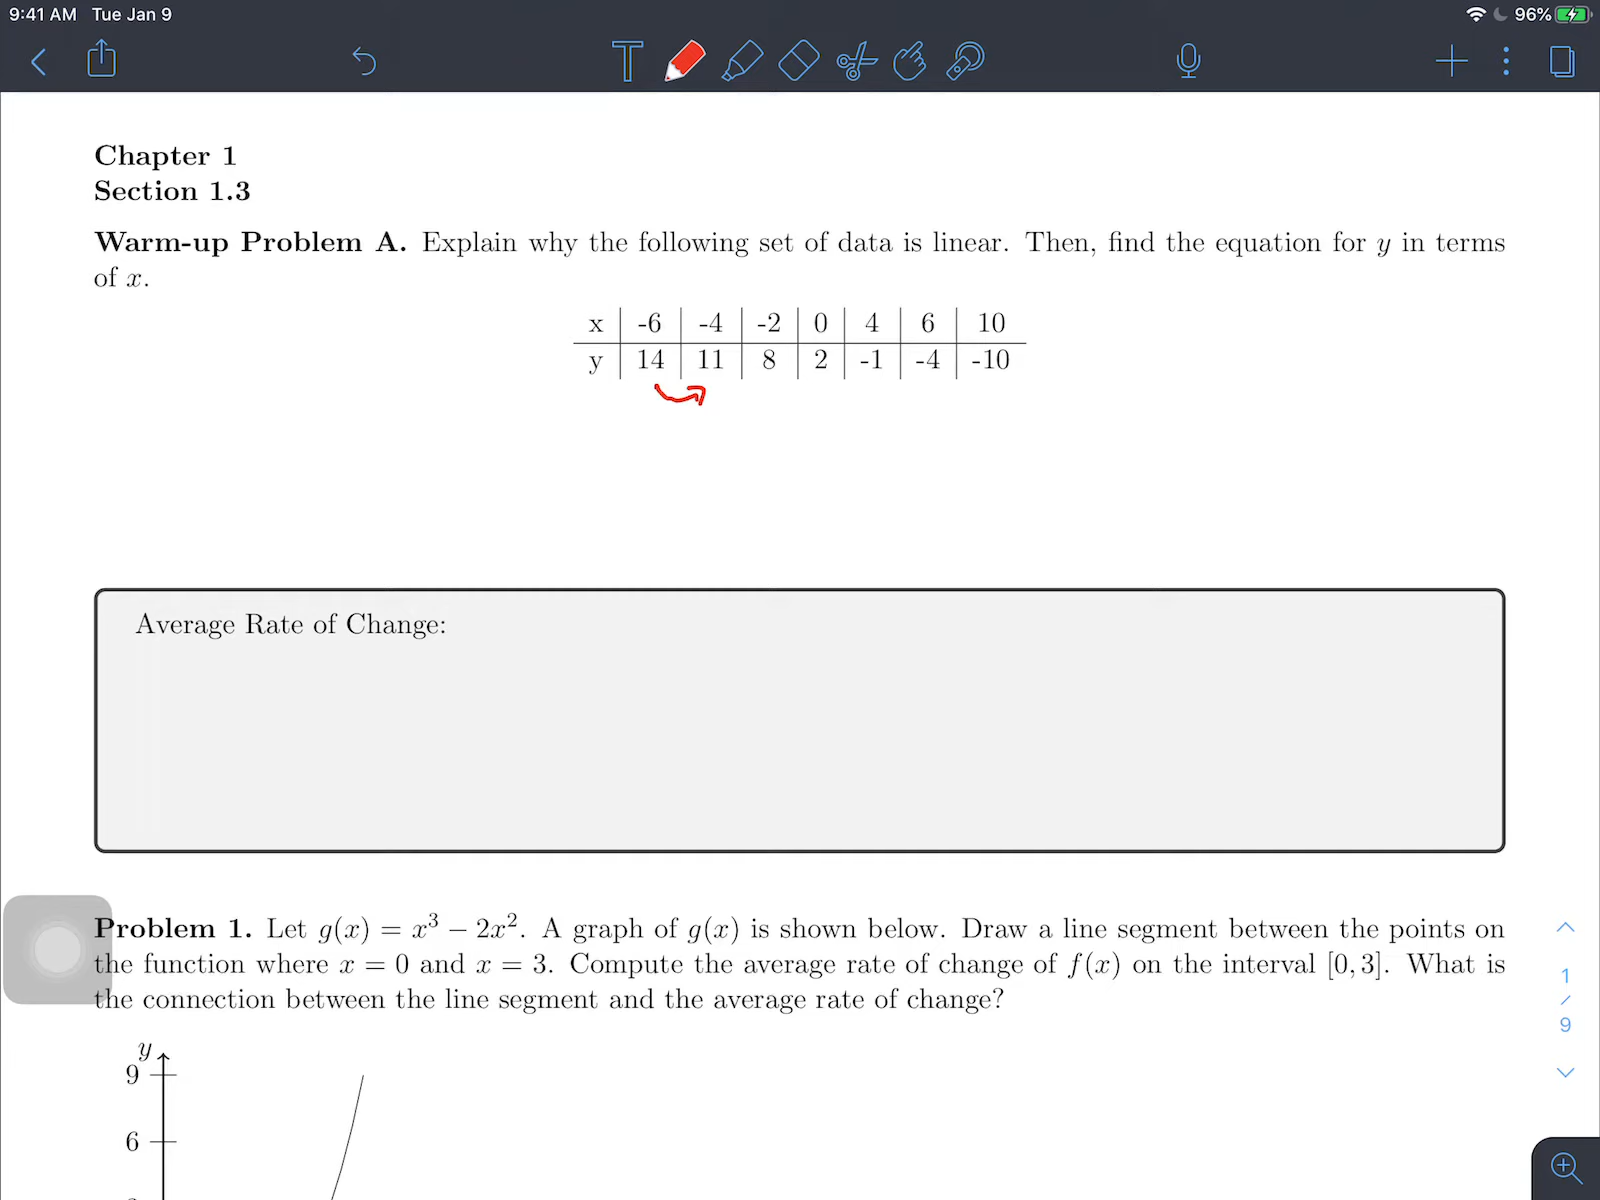 9:41 AM Tue Jan 9
96%
T
Chapter 1
Section 1.3
Warm-up Problem A. Explain why the following set of data is linear. Then, find the equation for y in terms
of x.
x -6 -4 -2 0 4 6 10
y 14 11 8 2 -1 -4 -10
Average Rate of Change:
Problem 1. Let g(x) = x³ − 2x². A graph of g(x) is shown below. Draw a line segment between the points on
the function where x = 0 and x = 3. Compute the average rate of change of f(x) on the interval [0, 3]. What is
the connection between the line segment and the average rate of change?
1
/
9
y
9
6